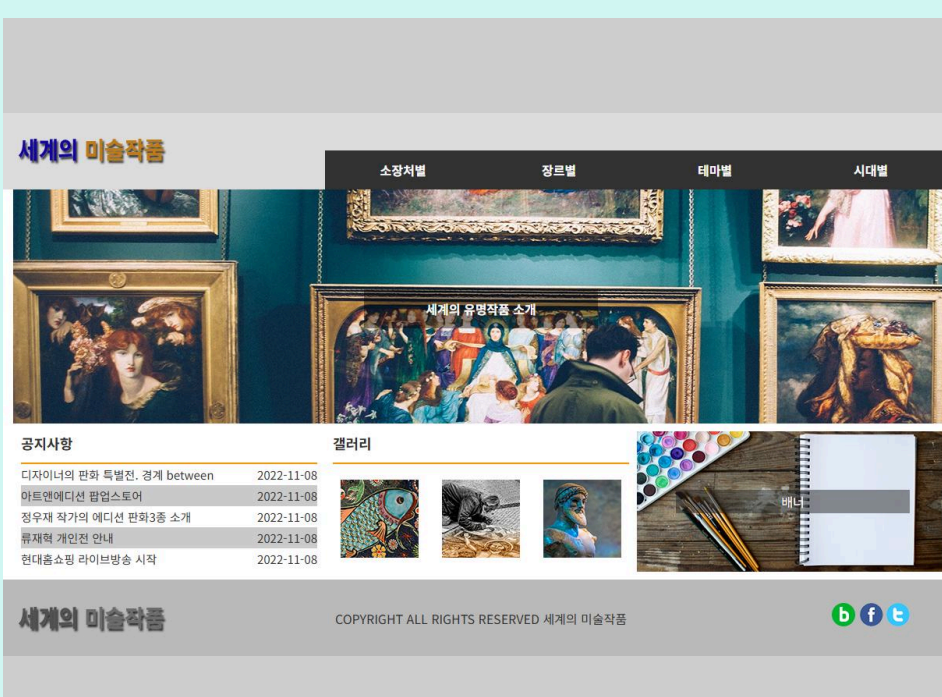 세계의 미술작품
소장처별 장르별 테마별 시대별
세계의 유명작품 소개
공지사항
디자이너의 판화 특별전. 경계 between 2022-11-08
아트앤에디션 팝업스토어 2022-11-08
정우재 작가의 에디션 판화3종 소개 2022-11-08
류재혁 개인전 안내 2022-11-08
현대홈쇼핑 라이브방송 시작 2022-11-08
갤러리
배너
세계의 미술작품
COPYRIGHT ALL RIGHTS RESERVED 세계의 미술작품
b f t